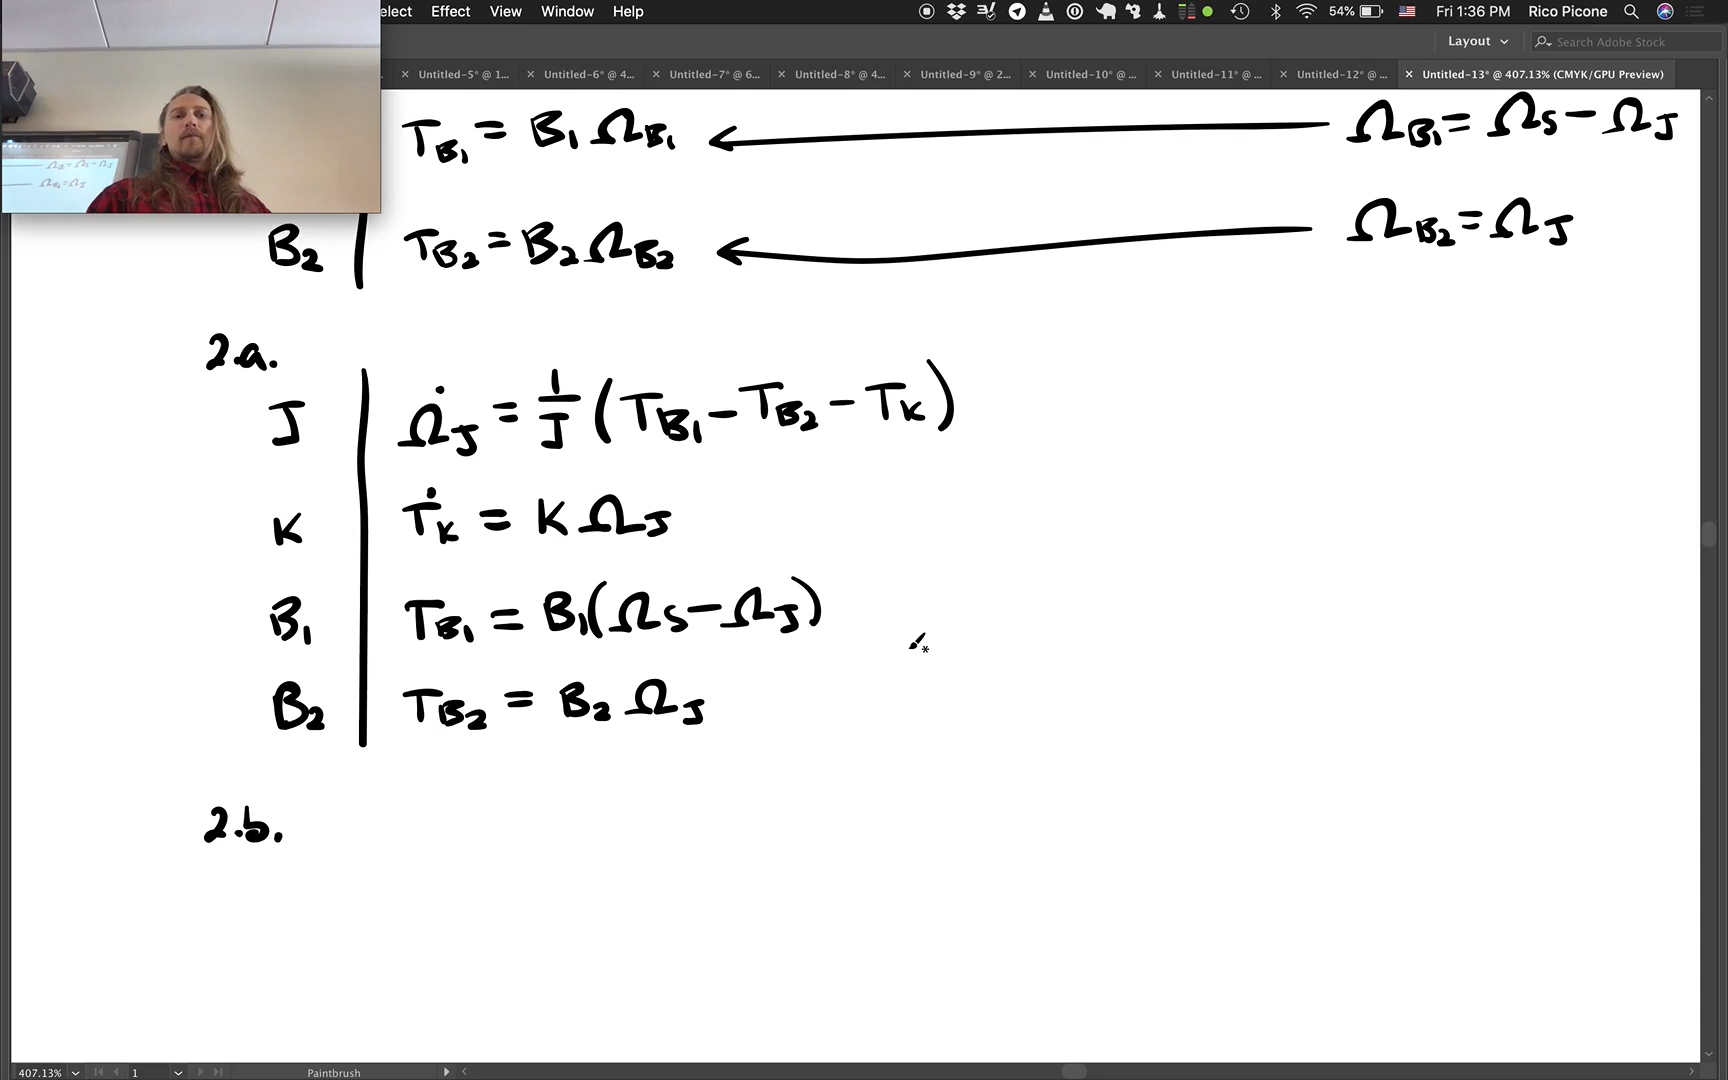 elect Effect View Window Help 54% Fri 1:36 PM Rico Picone
Layout Search Adobe Stock
Untitled-5* @ 1... Untitled-6* @ 4... Untitled-7* @ 6... Untitled-8* @ 4... Untitled-9* @ 2... Untitled-10* @ ... Untitled-11* @ ... Untitled-12* @ ... Untitled-13* @ 407.13% (CMYK/GPU Preview)
T_B₁ = B₁ Ω_B₁ ← Ω_B₁ = Ω_S − Ω_J
B₂ | T_B₂ = B₂ Ω_B₂ ← Ω_B₂ = Ω_J
2.a.
J | Ω̇_J = 1/J (T_B₁ − T_B₂ − T_K)
K | Ṫ_K = K Ω_J
B₁ | T_B₁ = B₁(Ω_S − Ω_J)
B₂ | T_B₂ = B₂ Ω_J
2.b.
407.13% 1 Paintbrush